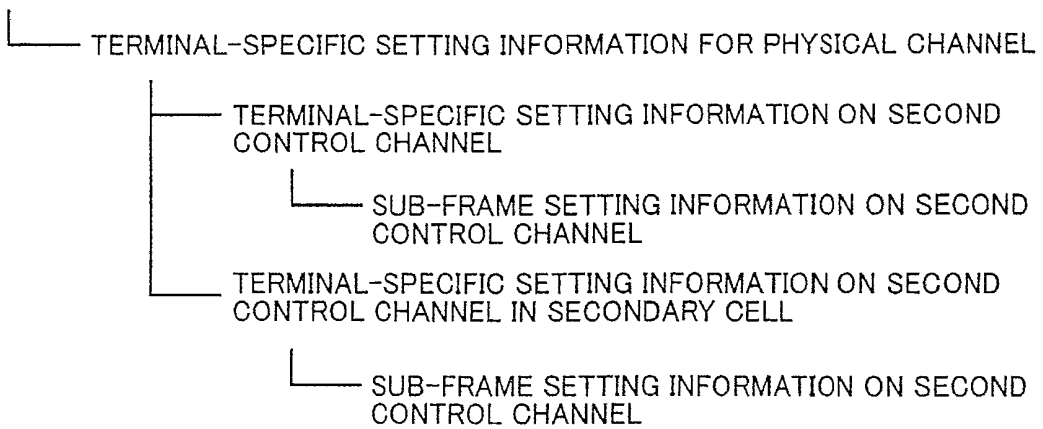 TERMINAL-SPECIFIC SETTING INFORMATION FOR PHYSICAL CHANNEL
TERMINAL-SPECIFIC SETTING INFORMATION ON SECOND
CONTROL CHANNEL
SUB-FRAME SETTING INFORMATION ON SECOND
CONTROL CHANNEL
TERMINAL-SPECIFIC SETTING INFORMATION ON SECOND
CONTROL CHANNEL IN SECONDARY CELL
SUB-FRAME SETTING INFORMATION ON SECOND
CONTROL CHANNEL